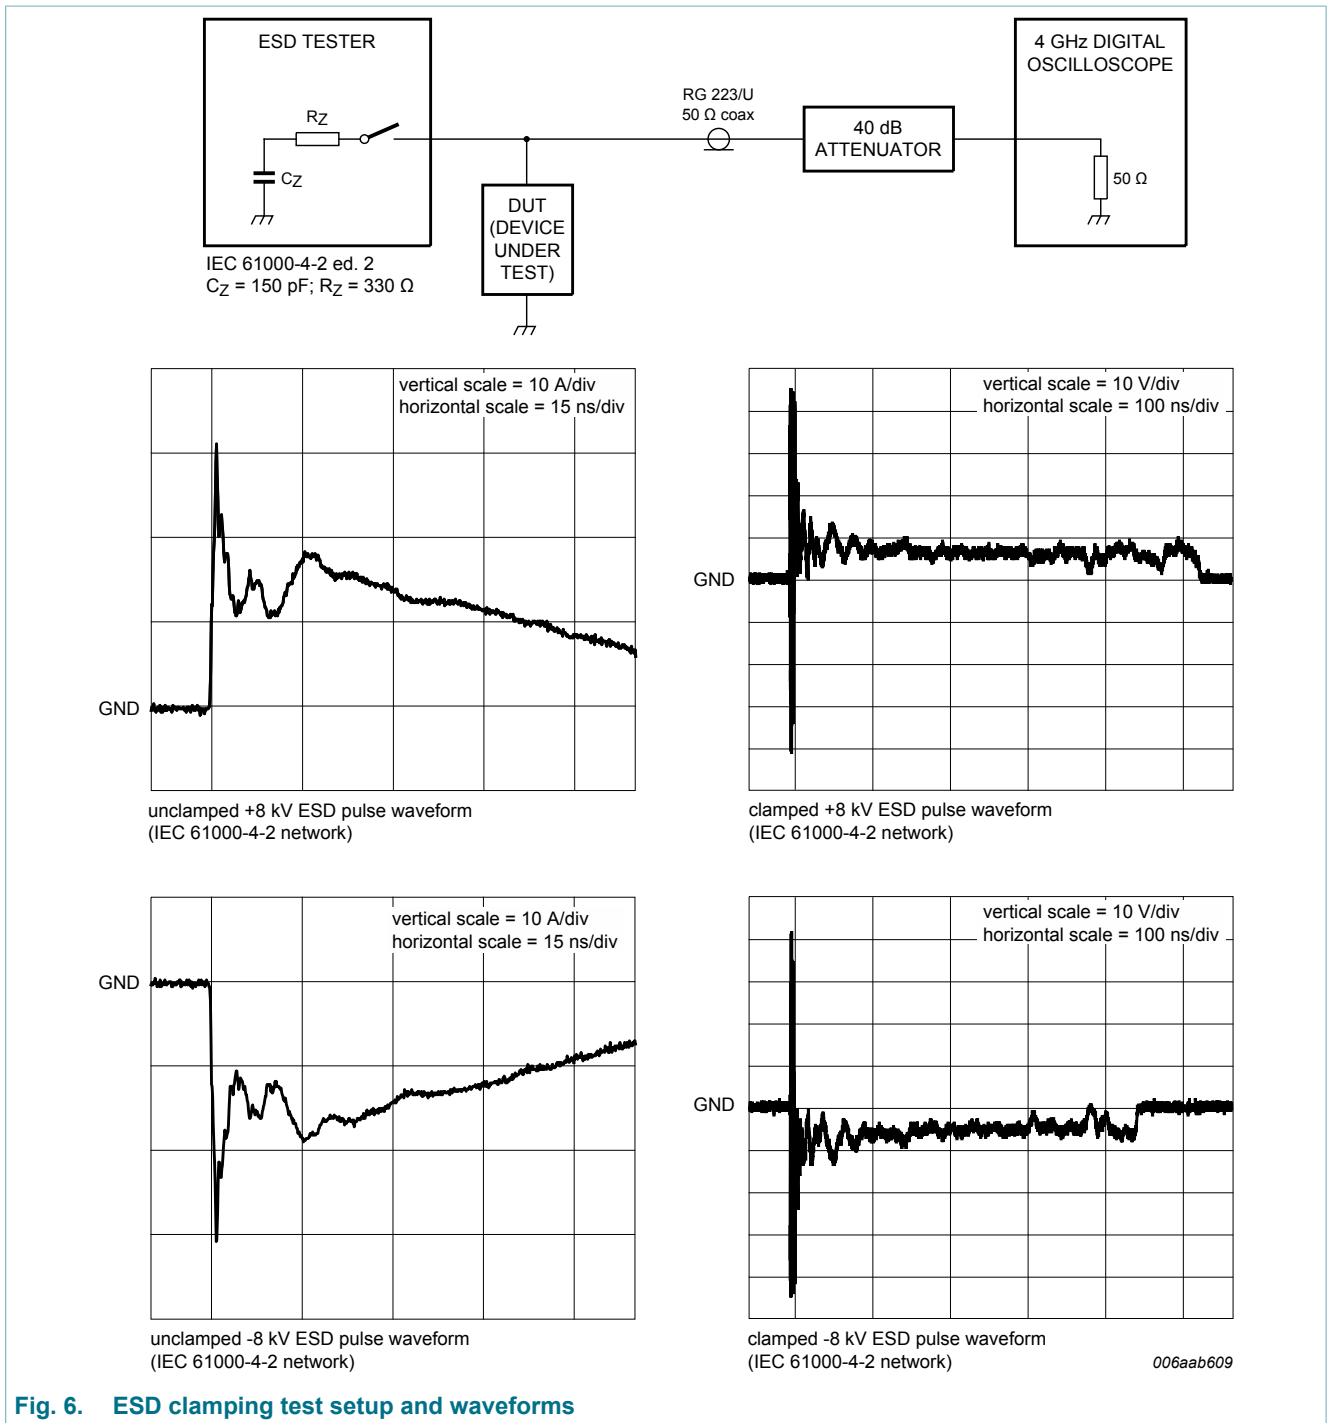 ESD TESTER
RZ
CZ
IEC 61000-4-2 ed. 2
CZ = 150 pF; RZ = 330 Ω
DUT
(DEVICE
UNDER
TEST)
RG 223/U
50 Ω coax
40 dB
ATTENUATOR
4 GHz DIGITAL
OSCILLOSCOPE
50 Ω
vertical scale = 10 A/div
horizontal scale = 15 ns/div
GND
unclamped +8 kV ESD pulse waveform
(IEC 61000-4-2 network)
vertical scale = 10 V/div
horizontal scale = 100 ns/div
GND
clamped +8 kV ESD pulse waveform
(IEC 61000-4-2 network)
vertical scale = 10 A/div
horizontal scale = 15 ns/div
GND
unclamped -8 kV ESD pulse waveform
(IEC 61000-4-2 network)
vertical scale = 10 V/div
horizontal scale = 100 ns/div
GND
clamped -8 kV ESD pulse waveform
(IEC 61000-4-2 network)
006aab609
Fig. 6. ESD clamping test setup and waveforms